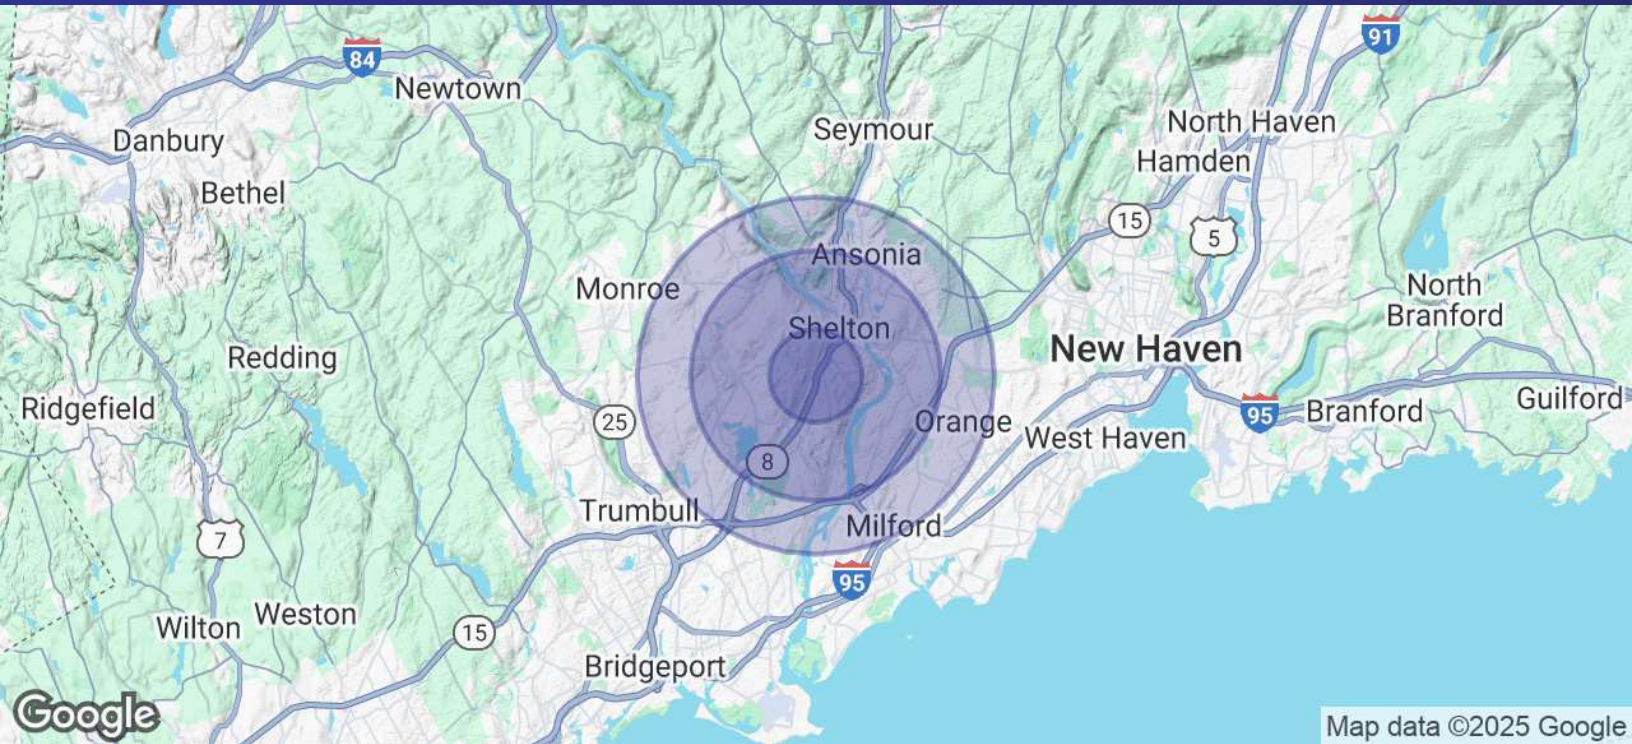 91
84
Newtown
Seymour
North Haven
Danbury
Hamden
Bethel
15
5
Ansonia
Monroe
North
Branford
Shelton
New Haven
Redding
Guilford
Ridgefield
95
Branford
25
Orange
West Haven
8
Trumbull
Milford
7
95
Weston
Wilton
15
Bridgeport
Google
Map data ©2025 Google